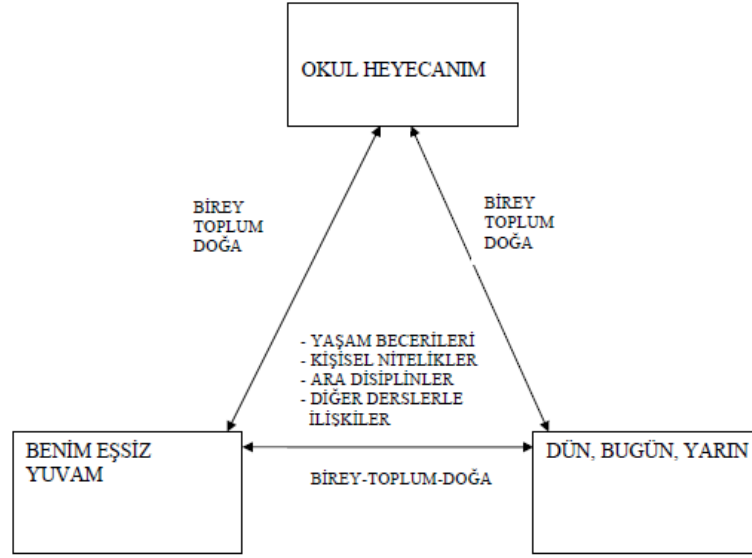 OKUL HEYECANIM
BİREY
TOPLUM
DOĞA
BİREY
TOPLUM
DOĞA
- YAŞAM BECERİLERİ
- KİŞİSEL NİTELİKLER
- ARA DISİPLİNLER
- DİĞER DERSLERLE
İLİŞKİLER
BENİM EŞSİZ
YUVAM
DÜN, BUGÜN, YARIN
BİREY-TOPLUM-DOĞA